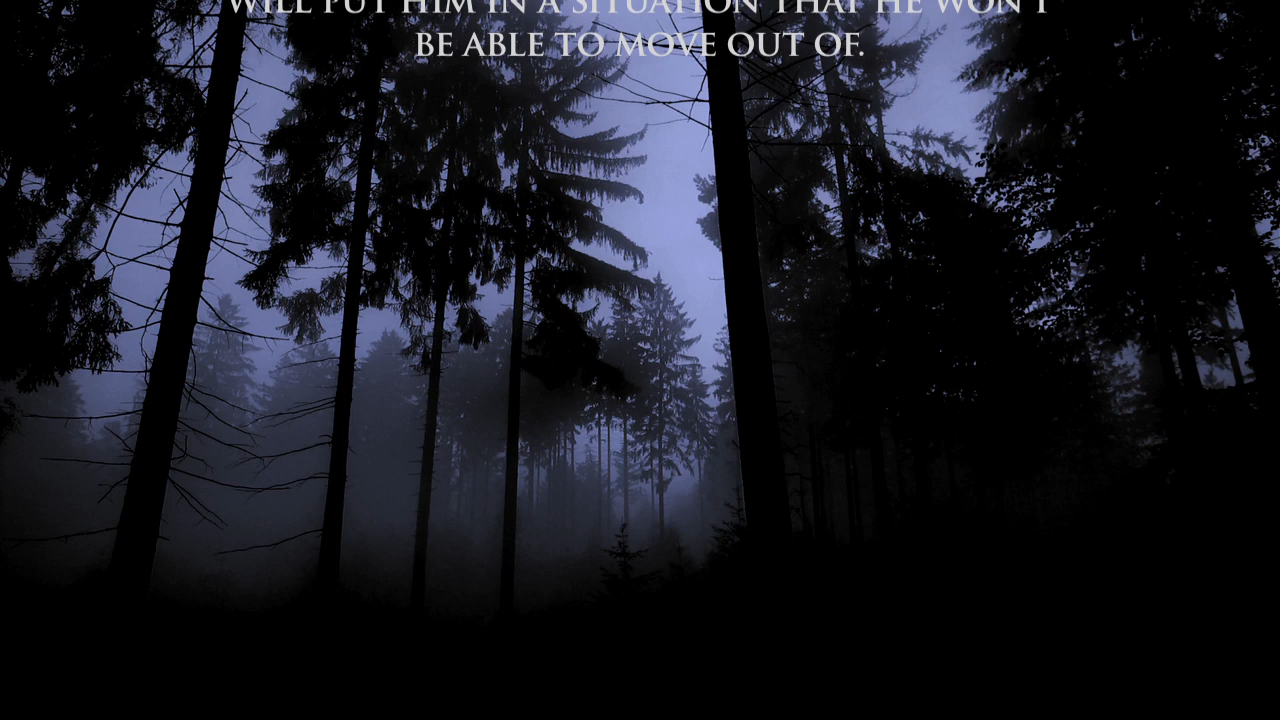 WILL PUT HIM IN A SITUATION THAT HE WON'T
BE ABLE TO MOVE OUT OF.